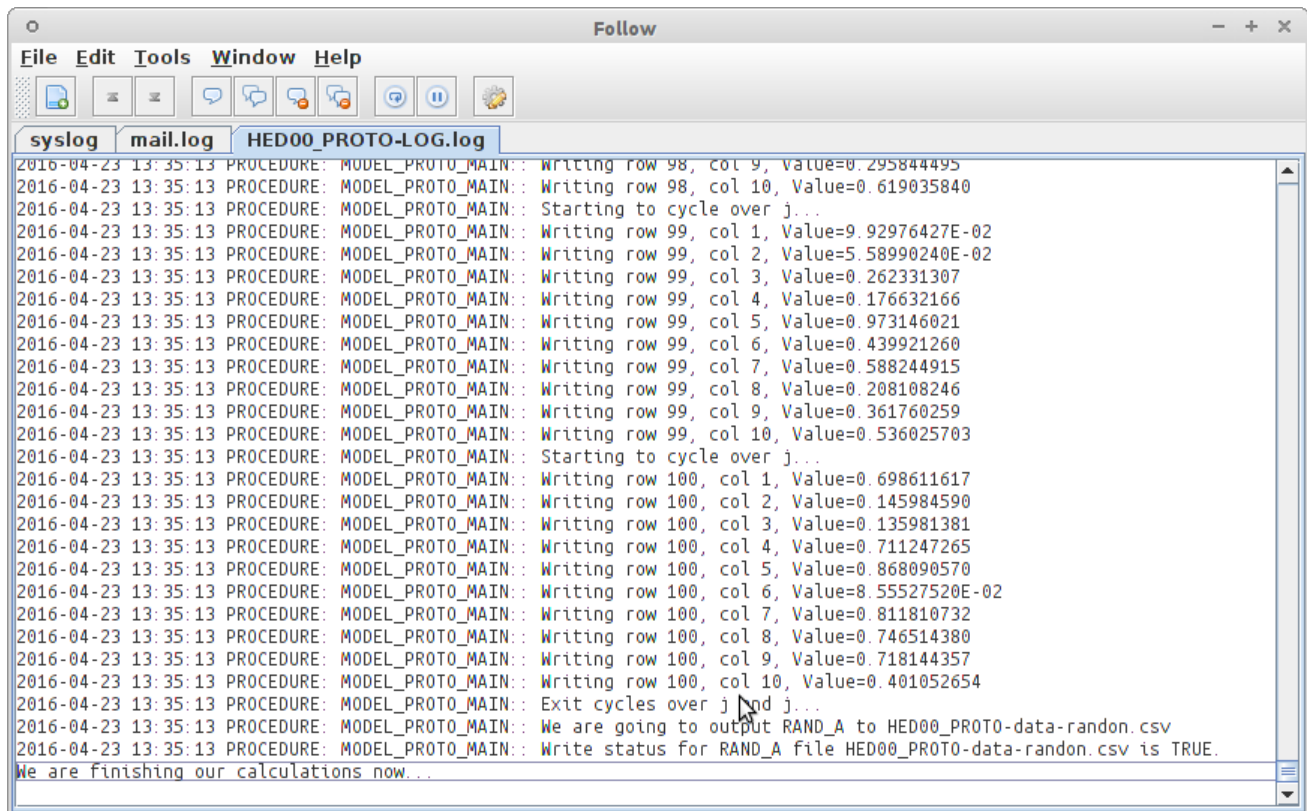 Follow
File Edit Tools Window Help
syslog mail.log HED00_PROTO-LOG.log
2016-04-23 13:35:13 PROCEDURE: MODEL_PROTO_MAIN:: Writing row 98, col 9, Value=0.295844495
2016-04-23 13:35:13 PROCEDURE: MODEL_PROTO_MAIN:: Writing row 98, col 10, Value=0.619035840
2016-04-23 13:35:13 PROCEDURE: MODEL_PROTO_MAIN:: Starting to cycle over j...
2016-04-23 13:35:13 PROCEDURE: MODEL_PROTO_MAIN:: Writing row 99, col 1, Value=9.92976427E-02
2016-04-23 13:35:13 PROCEDURE: MODEL_PROTO_MAIN:: Writing row 99, col 2, Value=5.58990240E-02
2016-04-23 13:35:13 PROCEDURE: MODEL_PROTO_MAIN:: Writing row 99, col 3, Value=0.262331307
2016-04-23 13:35:13 PROCEDURE: MODEL_PROTO_MAIN:: Writing row 99, col 4, Value=0.176632166
2016-04-23 13:35:13 PROCEDURE: MODEL_PROTO_MAIN:: Writing row 99, col 5, Value=0.973146021
2016-04-23 13:35:13 PROCEDURE: MODEL_PROTO_MAIN:: Writing row 99, col 6, Value=0.439921260
2016-04-23 13:35:13 PROCEDURE: MODEL_PROTO_MAIN:: Writing row 99, col 7, Value=0.588244915
2016-04-23 13:35:13 PROCEDURE: MODEL_PROTO_MAIN:: Writing row 99, col 8, Value=0.208108246
2016-04-23 13:35:13 PROCEDURE: MODEL_PROTO_MAIN:: Writing row 99, col 9, Value=0.361760259
2016-04-23 13:35:13 PROCEDURE: MODEL_PROTO_MAIN:: Writing row 99, col 10, Value=0.536025703
2016-04-23 13:35:13 PROCEDURE: MODEL_PROTO_MAIN:: Starting to cycle over j...
2016-04-23 13:35:13 PROCEDURE: MODEL_PROTO_MAIN:: Writing row 100, col 1, Value=0.698611617
2016-04-23 13:35:13 PROCEDURE: MODEL_PROTO_MAIN:: Writing row 100, col 2, Value=0.145984590
2016-04-23 13:35:13 PROCEDURE: MODEL_PROTO_MAIN:: Writing row 100, col 3, Value=0.135981381
2016-04-23 13:35:13 PROCEDURE: MODEL_PROTO_MAIN:: Writing row 100, col 4, Value=0.711247265
2016-04-23 13:35:13 PROCEDURE: MODEL_PROTO_MAIN:: Writing row 100, col 5, Value=0.868090570
2016-04-23 13:35:13 PROCEDURE: MODEL_PROTO_MAIN:: Writing row 100, col 6, Value=8.55527520E-02
2016-04-23 13:35:13 PROCEDURE: MODEL_PROTO_MAIN:: Writing row 100, col 7, Value=0.811810732
2016-04-23 13:35:13 PROCEDURE: MODEL_PROTO_MAIN:: Writing row 100, col 8, Value=0.746514380
2016-04-23 13:35:13 PROCEDURE: MODEL_PROTO_MAIN:: Writing row 100, col 9, Value=0.718144357
2016-04-23 13:35:13 PROCEDURE: MODEL_PROTO_MAIN:: Writing row 100, col 10, Value=0.401052654
2016-04-23 13:35:13 PROCEDURE: MODEL_PROTO_MAIN:: Exit cycles over j and j...
2016-04-23 13:35:13 PROCEDURE: MODEL_PROTO_MAIN:: We are going to output RAND_A to HED00_PROTO-data-randon.csv
2016-04-23 13:35:13 PROCEDURE: MODEL_PROTO_MAIN:: Write status for RAND_A file HED00_PROTO-data-randon.csv is TRUE.
We are finishing our calculations now...